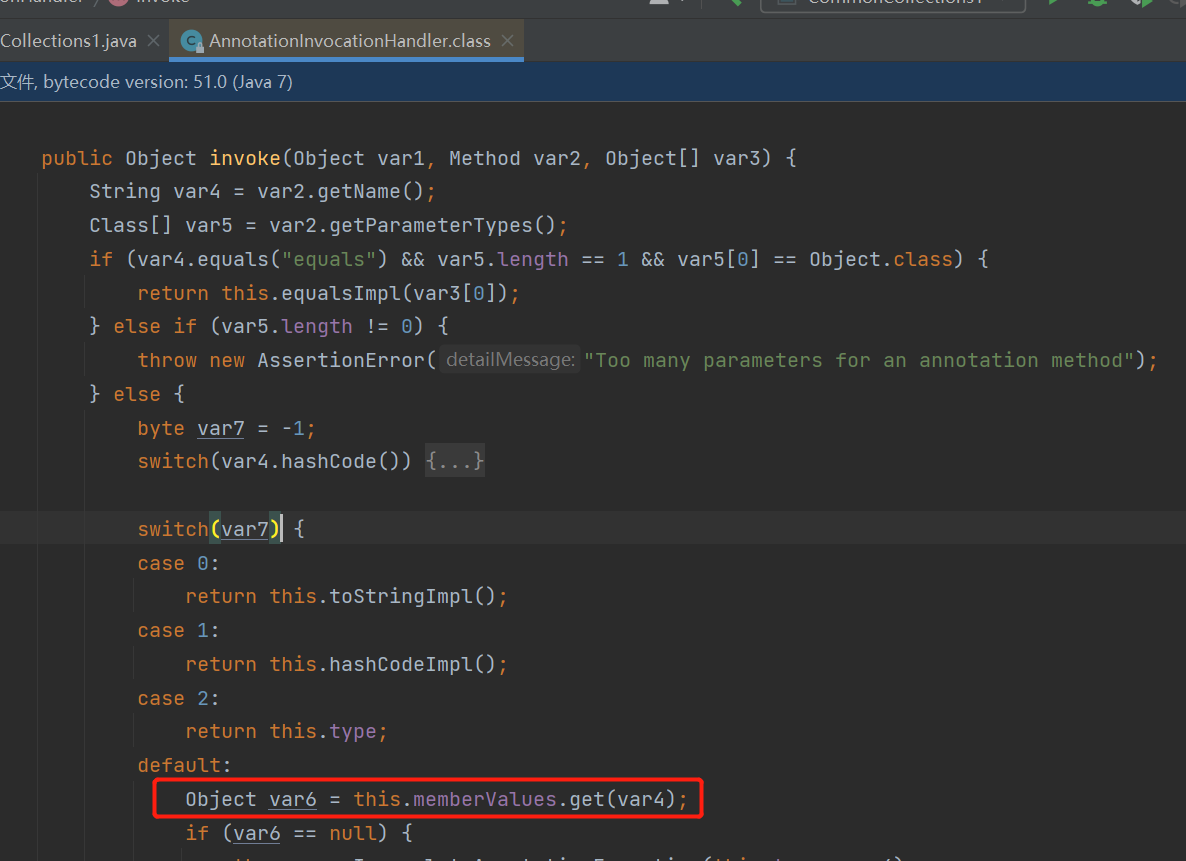 Invoke
CommonCollections1
Collections1.java
AnnotationInvocationHandler.class
文件, bytecode version: 51.0 (Java 7)
public Object invoke(Object var1, Method var2, Object[] var3) {
String var4 = var2.getName();
Class[] var5 = var2.getParameterTypes();
if (var4.equals("equals") && var5.length == 1 && var5[0] == Object.class) {
return this.equalsImpl(var3[0]);
} else if (var5.length != 0) {
throw new AssertionError( detailMessage: "Too many parameters for an annotation method");
} else {
byte var7 = -1;
switch(var4.hashCode()) {...}
switch(var7) {
case 0:
return this.toStringImpl();
case 1:
return this.hashCodeImpl();
case 2:
return this.type;
default:
Object var6 = this.memberValues.get(var4);
if (var6 == null) {